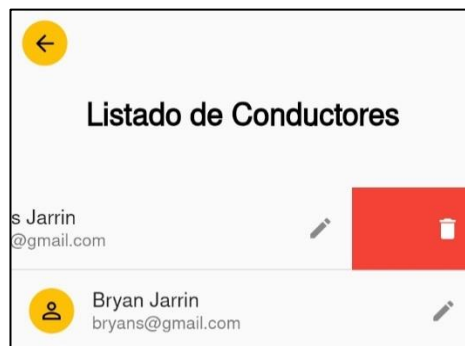 Listado de Conductores
s Jarrin
@gmail.com
Bryan Jarrin
bryans@gmail.com